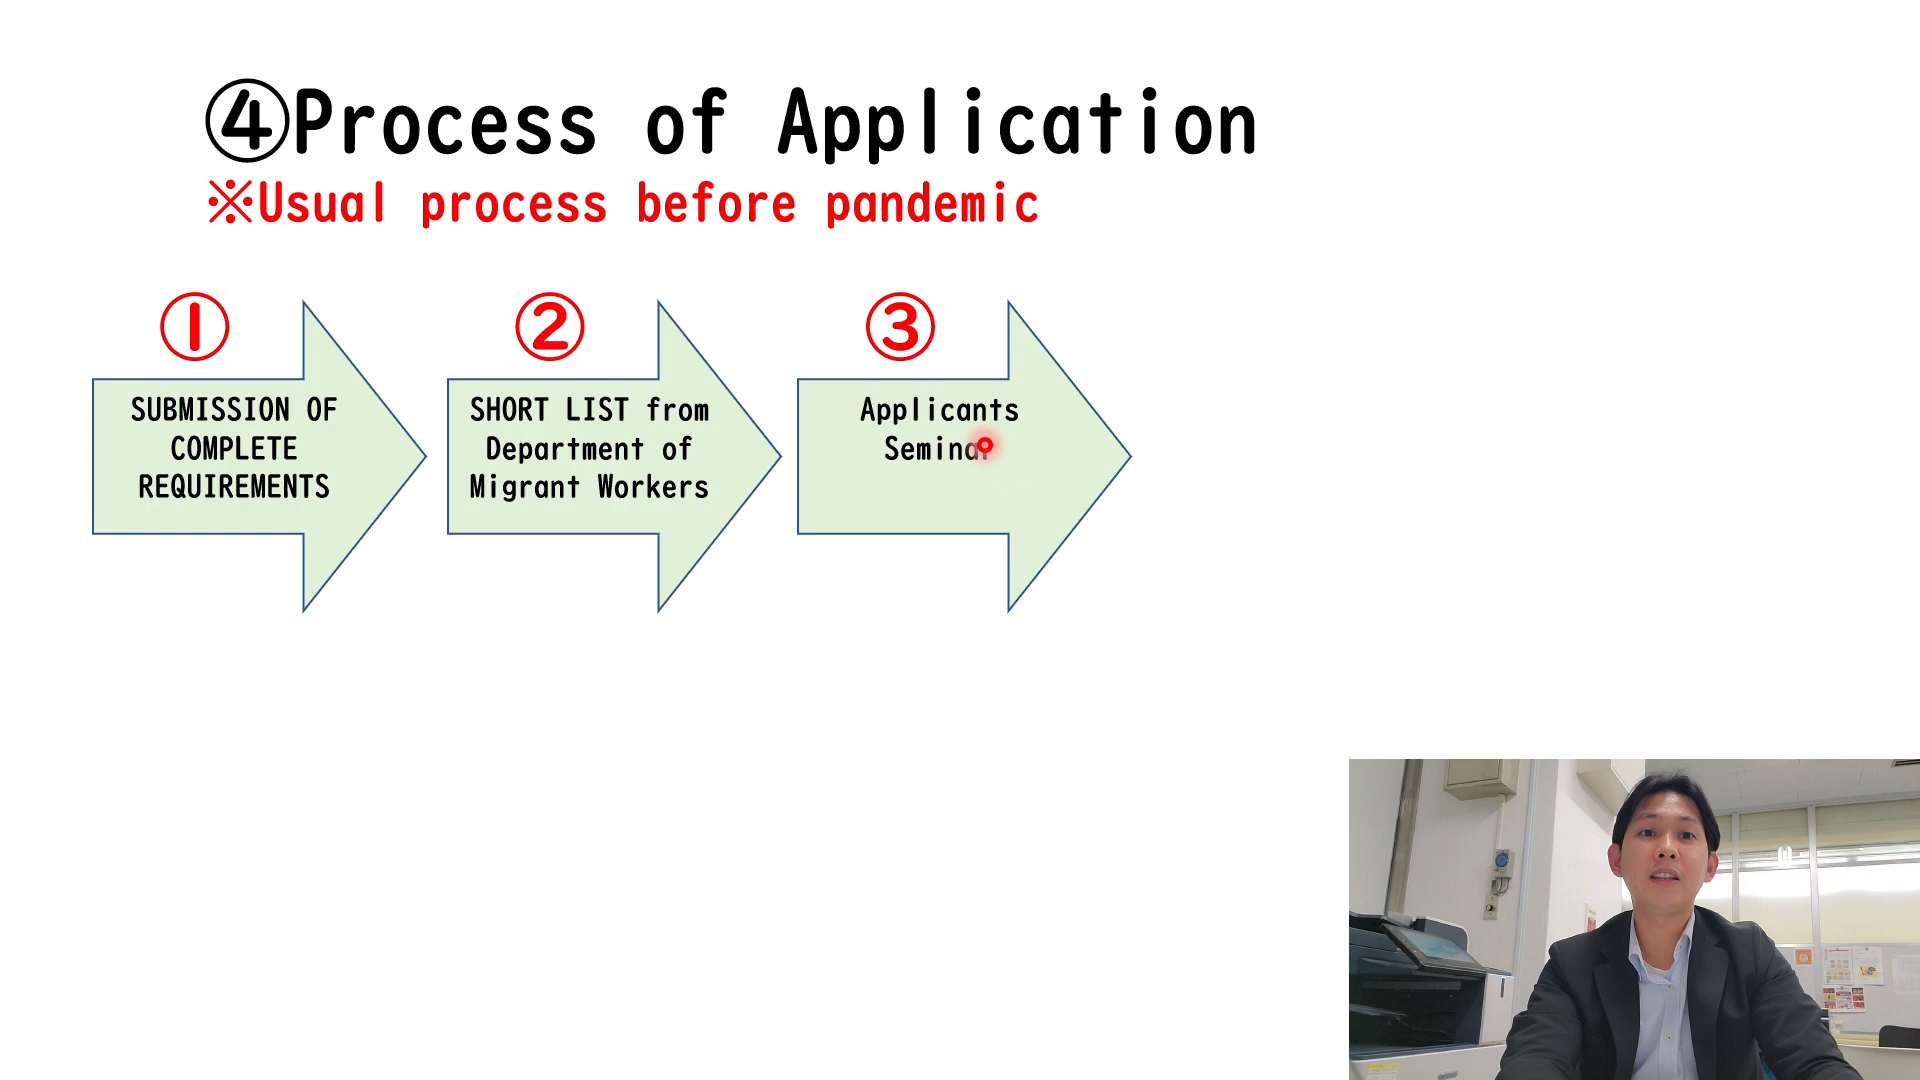 ④Process of Application
※Usual process before pandemic
①
SUBMISSION OF
COMPLETE
REQUIREMENTS
②
SHORT LIST from
Department of
Migrant Workers
③
Applicants
Seminar